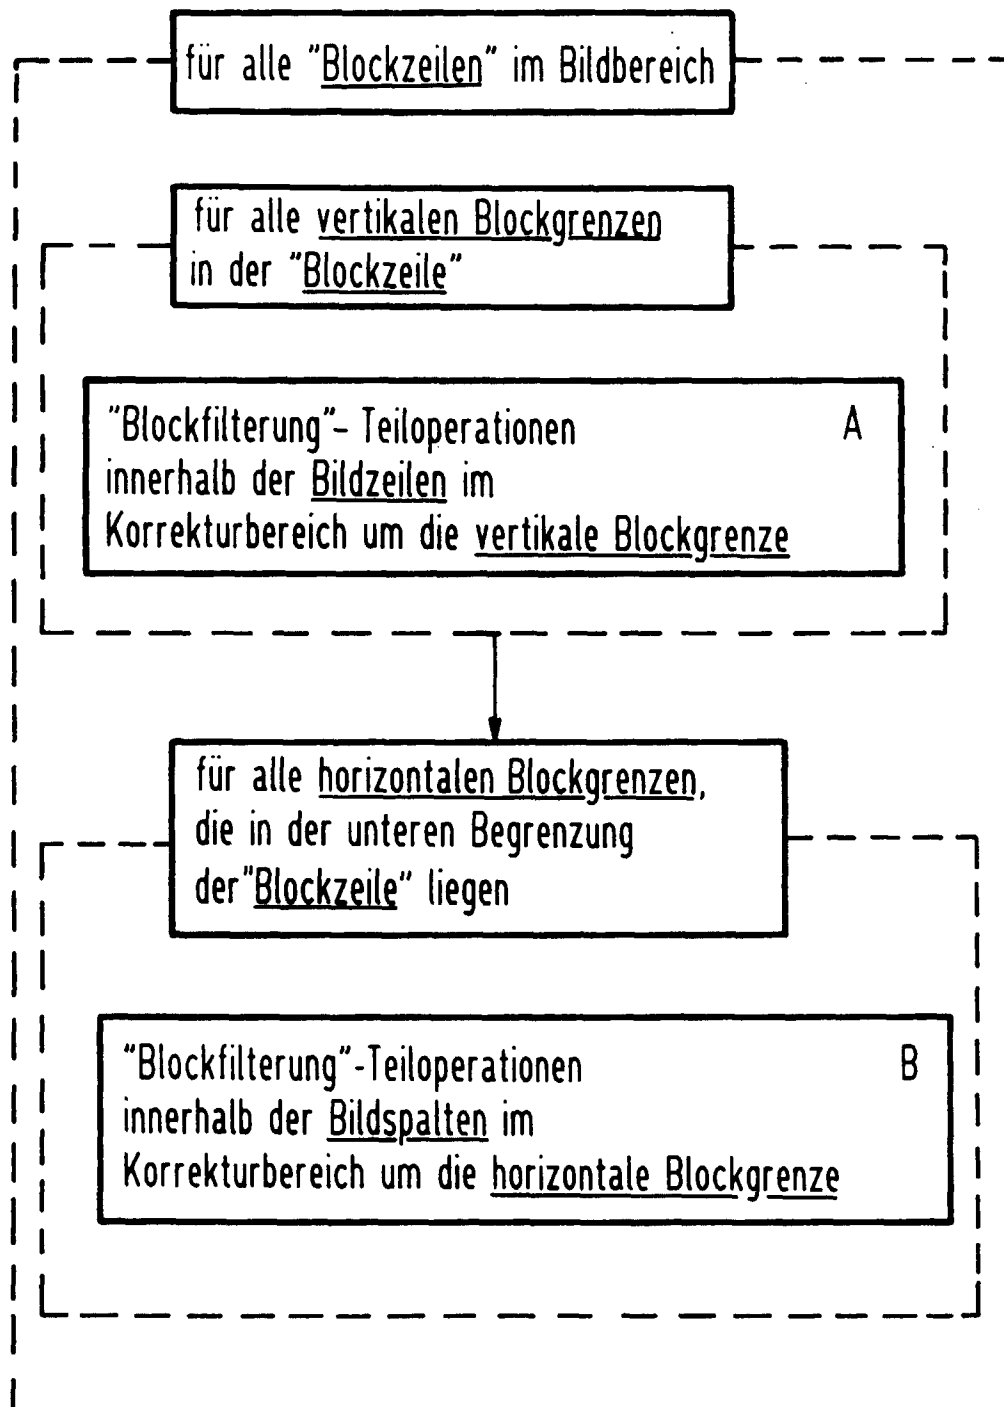 für alle "Blockzeilen" im Bildbereich
für alle vertikalen Blockgrenzen
in der "Blockzeile"
"Blockfilterung"- Teiloperationen A
innerhalb der Bildzeilen im
Korrekturbereich um die vertikale Blockgrenze
für alle horizontalen Blockgrenzen,
die in der unteren Begrenzung
der "Blockzeile" liegen
"Blockfilterung"-Teiloperationen B
innerhalb der Bildspalten im
Korrekturbereich um die horizontale Blockgrenze